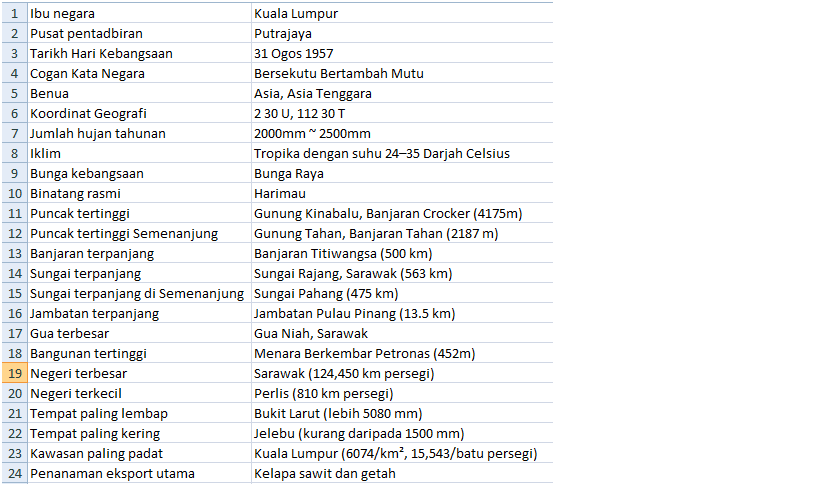 1 Ibu negara Kuala Lumpur
2 Pusat pentadbiran Putrajaya
3 Tarikh Hari Kebangsaan 31 Ogos 1957
4 Cogan Kata Negara Bersekutu Bertambah Mutu
5 Benua Asia, Asia Tenggara
6 Koordinat Geografi 2 30 U, 112 30 T
7 Jumlah hujan tahunan 2000mm ~ 2500mm
8 Iklim Tropika dengan suhu 24–35 Darjah Celsius
9 Bunga kebangsaan Bunga Raya
10 Binatang rasmi Harimau
11 Puncak tertinggi Gunung Kinabalu, Banjaran Crocker (4175m)
12 Puncak tertinggi Semenanjung Gunung Tahan, Banjaran Tahan (2187 m)
13 Banjaran terpanjang Banjaran Titiwangsa (500 km)
14 Sungai terpanjang Sungai Rajang, Sarawak (563 km)
15 Sungai terpanjang di Semenanjung Sungai Pahang (475 km)
16 Jambatan terpanjang Jambatan Pulau Pinang (13.5 km)
17 Gua terbesar Gua Niah, Sarawak
18 Bangunan tertinggi Menara Berkembar Petronas (452m)
19 Negeri terbesar Sarawak (124,450 km persegi)
20 Negeri terkecil Perlis (810 km persegi)
21 Tempat paling lembap Bukit Larut (lebih 5080 mm)
22 Tempat paling kering Jelebu (kurang daripada 1500 mm)
23 Kawasan paling padat Kuala Lumpur (6074/km², 15,543/batu persegi)
24 Penanaman eksport utama Kelapa sawit dan getah